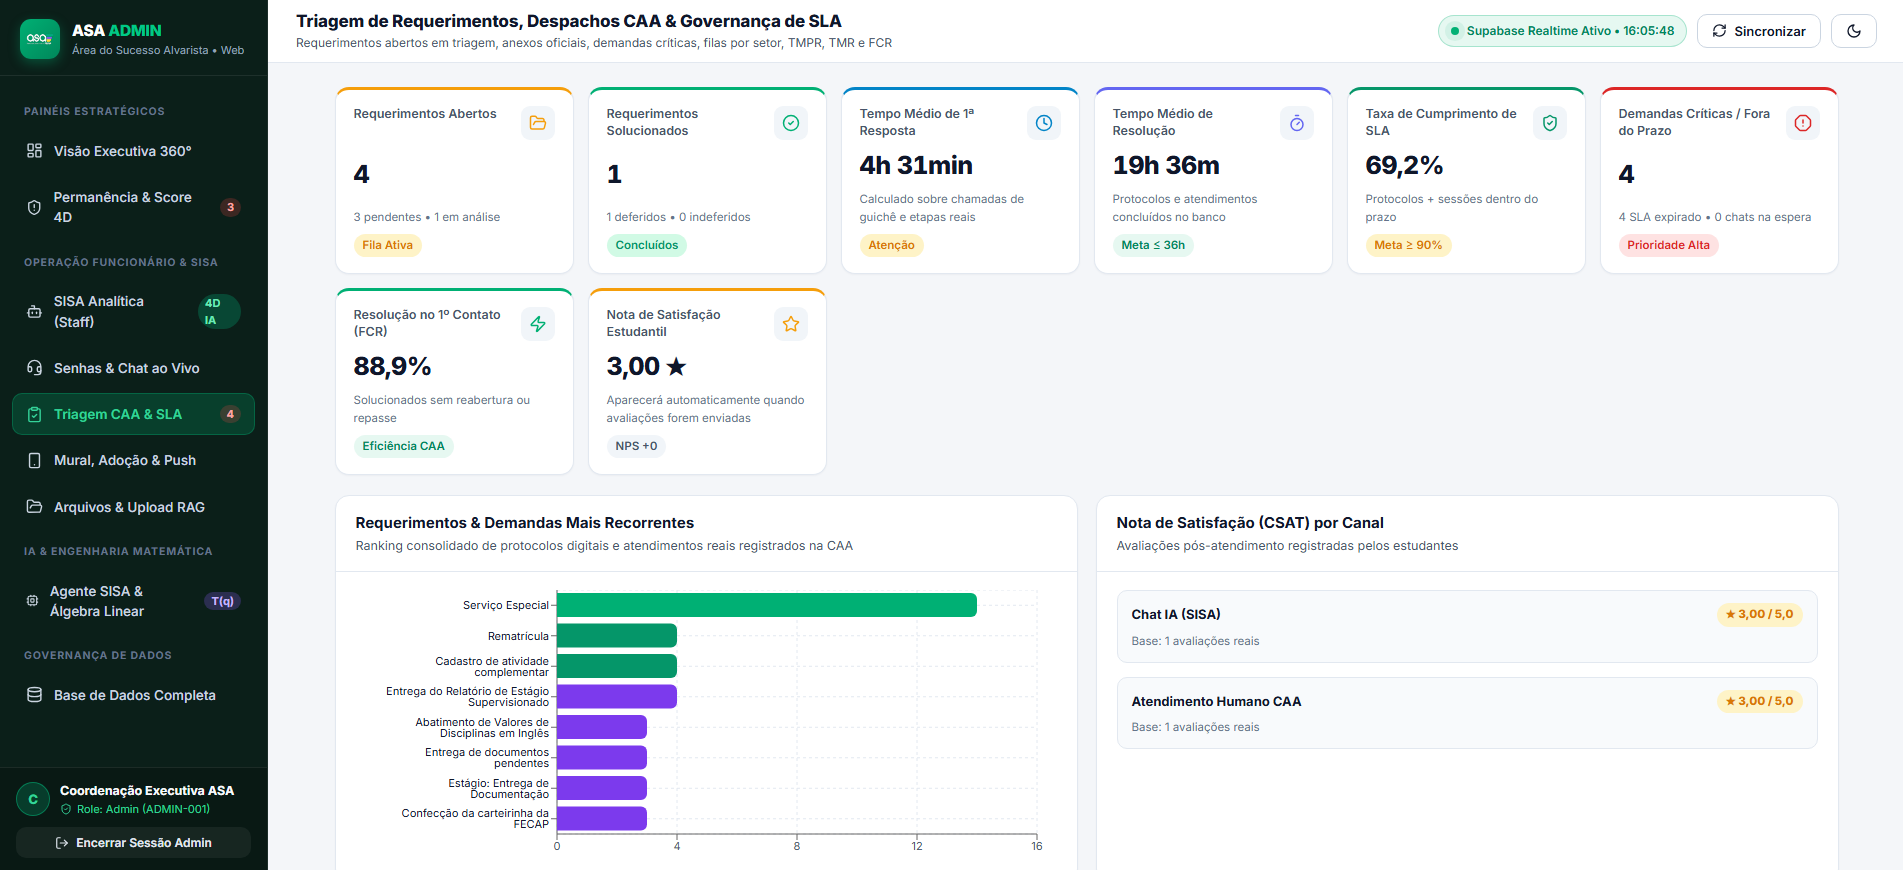 asa
ASA ADMIN
Área do Sucesso Alvarista • Web
PAINÉIS ESTRATÉGICOS
Visão Executiva 360°
Permanência & Score
4D
3
OPERAÇÃO FUNCIONÁRIO & SISA
SISA Analítica
(Staff)
4D
IA
Senhas & Chat ao Vivo
Triagem CAA & SLA
4
Mural, Adoção & Push
Arquivos & Upload RAG
IA & ENGENHARIA MATEMÁTICA
Agente SISA &
Álgebra Linear
T(q)
GOVERNANÇA DE DADOS
Base de Dados Completa
C
Coordenação Executiva ASA
Role: Admin (ADMIN-001)
Encerrar Sessão Admin
Triagem de Requerimentos, Despachos CAA & Governança de SLA
Requerimentos abertos em triagem, anexos oficiais, demandas críticas, filas por setor, TMPR, TMR e FCR
Supabase Realtime Ativo • 16:05:48
Sincronizar
Requerimentos Abertos
4
3 pendentes • 1 em análise
Fila Ativa
Requerimentos
Solucionados
1
1 deferidos • 0 indeferidos
Concluídos
Tempo Médio de 1ª
Resposta
4h 31min
Calculado sobre chamadas de
guichê e etapas reais
Atenção
Tempo Médio de
Resolução
19h 36m
Protocolos e atendimentos
concluídos no banco
Meta ≤ 36h
Taxa de Cumprimento de
SLA
69,2%
Protocolos + sessões dentro do
prazo
Meta ≥ 90%
Demandas Críticas / Fora
do Prazo
4
4 SLA expirado • 0 chats na espera
Prioridade Alta
Resolução no 1º Contato
(FCR)
88,9%
Solucionados sem reabertura ou
repasse
Eficiência CAA
Nota de Satisfação
Estudantil
3,00 ★
Aparecerá automaticamente quando
avaliações forem enviadas
NPS +0
Requerimentos & Demandas Mais Recorrentes
Ranking consolidado de protocolos digitais e atendimentos reais registrados na CAA
Serviço Especial
Rematrícula
Cadastro de atividade
complementar
Entrega do Relatório de Estágio
Supervisionado
Abatimento de Valores de
Disciplinas em Inglês
Entrega de documentos
pendentes
Estágio: Entrega de
Documentação
Confecção da carteirinha da
FECAP
0 4 8 12 16
Nota de Satisfação (CSAT) por Canal
Avaliações pós-atendimento registradas pelos estudantes
Chat IA (SISA)
★ 3,00 / 5,0
Base: 1 avaliações reais
Atendimento Humano CAA
★ 3,00 / 5,0
Base: 1 avaliações reais